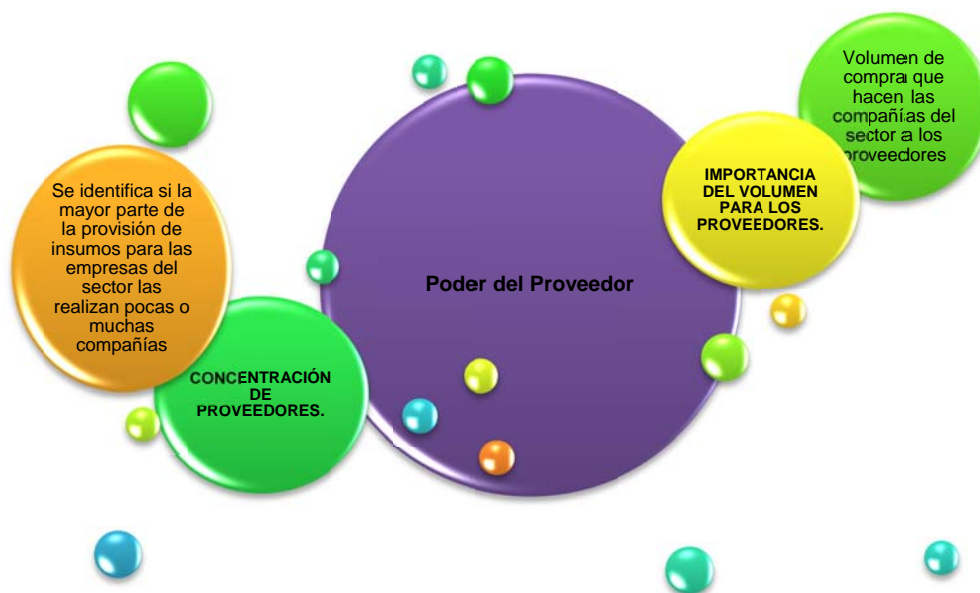 Se identifica si la
mayor parte de
la provisión de
insumos para las
empresas del
sector las
realizan pocas o
muchas
compañías
CONCENTRACIÓN
DE
PROVEEDORES.
Poder del Proveedor
IMPORTANCIA
DEL VOLUMEN
PARA LOS
PROVEEDORES.
Volumen de
compra que
hacen las
compañías del
sector a los
proveedores